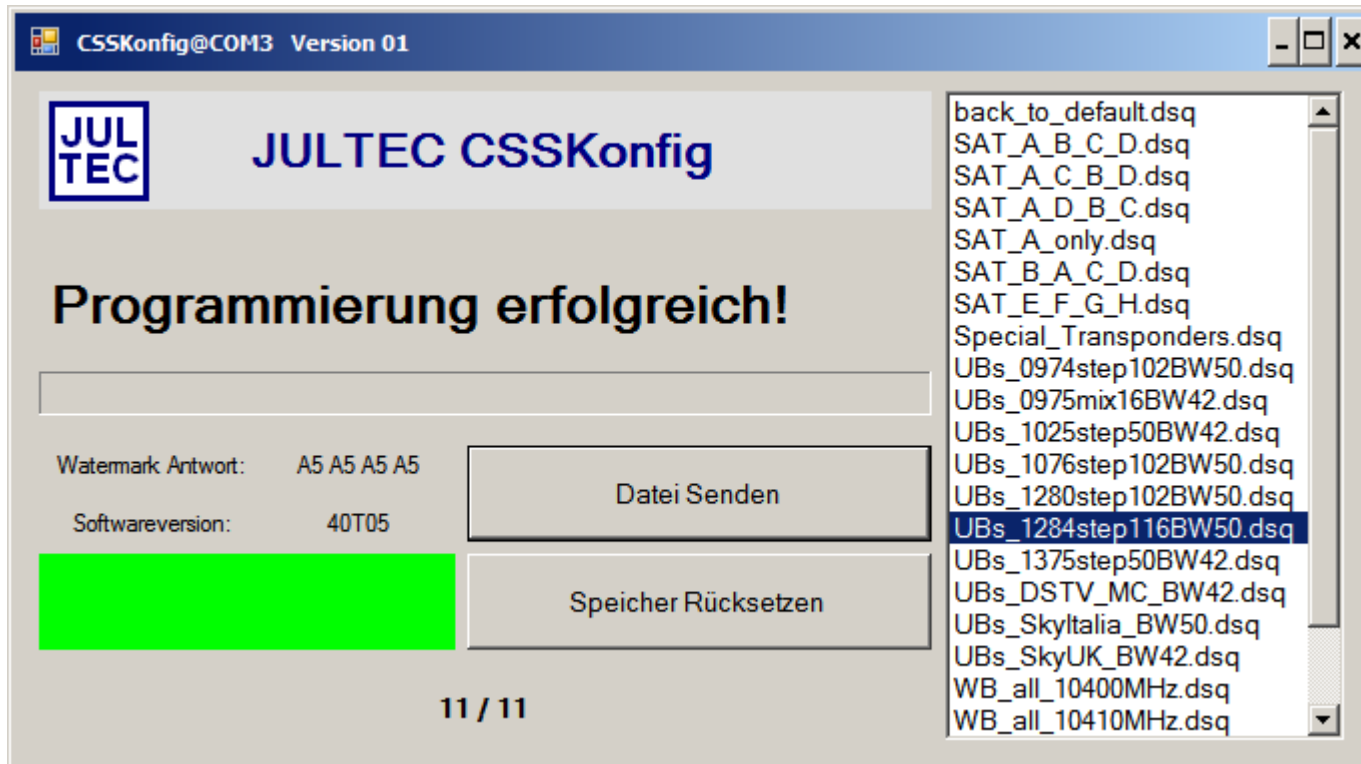 CSSKonfig@COM3 Version 01
JUL
TEC
JULTEC CSSKonfig
Programmierung erfolgreich!
Watermark Antwort: A5 A5 A5 A5
Softwareversion: 40T05
Datei Senden
Speicher Rücksetzen
11 / 11
back_to_default.dsq
SAT_A_B_C_D.dsq
SAT_A_C_B_D.dsq
SAT_A_D_B_C.dsq
SAT_A_only.dsq
SAT_B_A_C_D.dsq
SAT_E_F_G_H.dsq
Special_Transponders.dsq
UBs_0974step102BW50.dsq
UBs_0975mix16BW42.dsq
UBs_1025step50BW42.dsq
UBs_1076step102BW50.dsq
UBs_1280step102BW50.dsq
UBs_1284step116BW50.dsq
UBs_1375step50BW42.dsq
UBs_DSTV_MC_BW42.dsq
UBs_SkyItalia_BW50.dsq
UBs_SkyUK_BW42.dsq
WB_all_10400MHz.dsq
WB_all_10410MHz.dsq